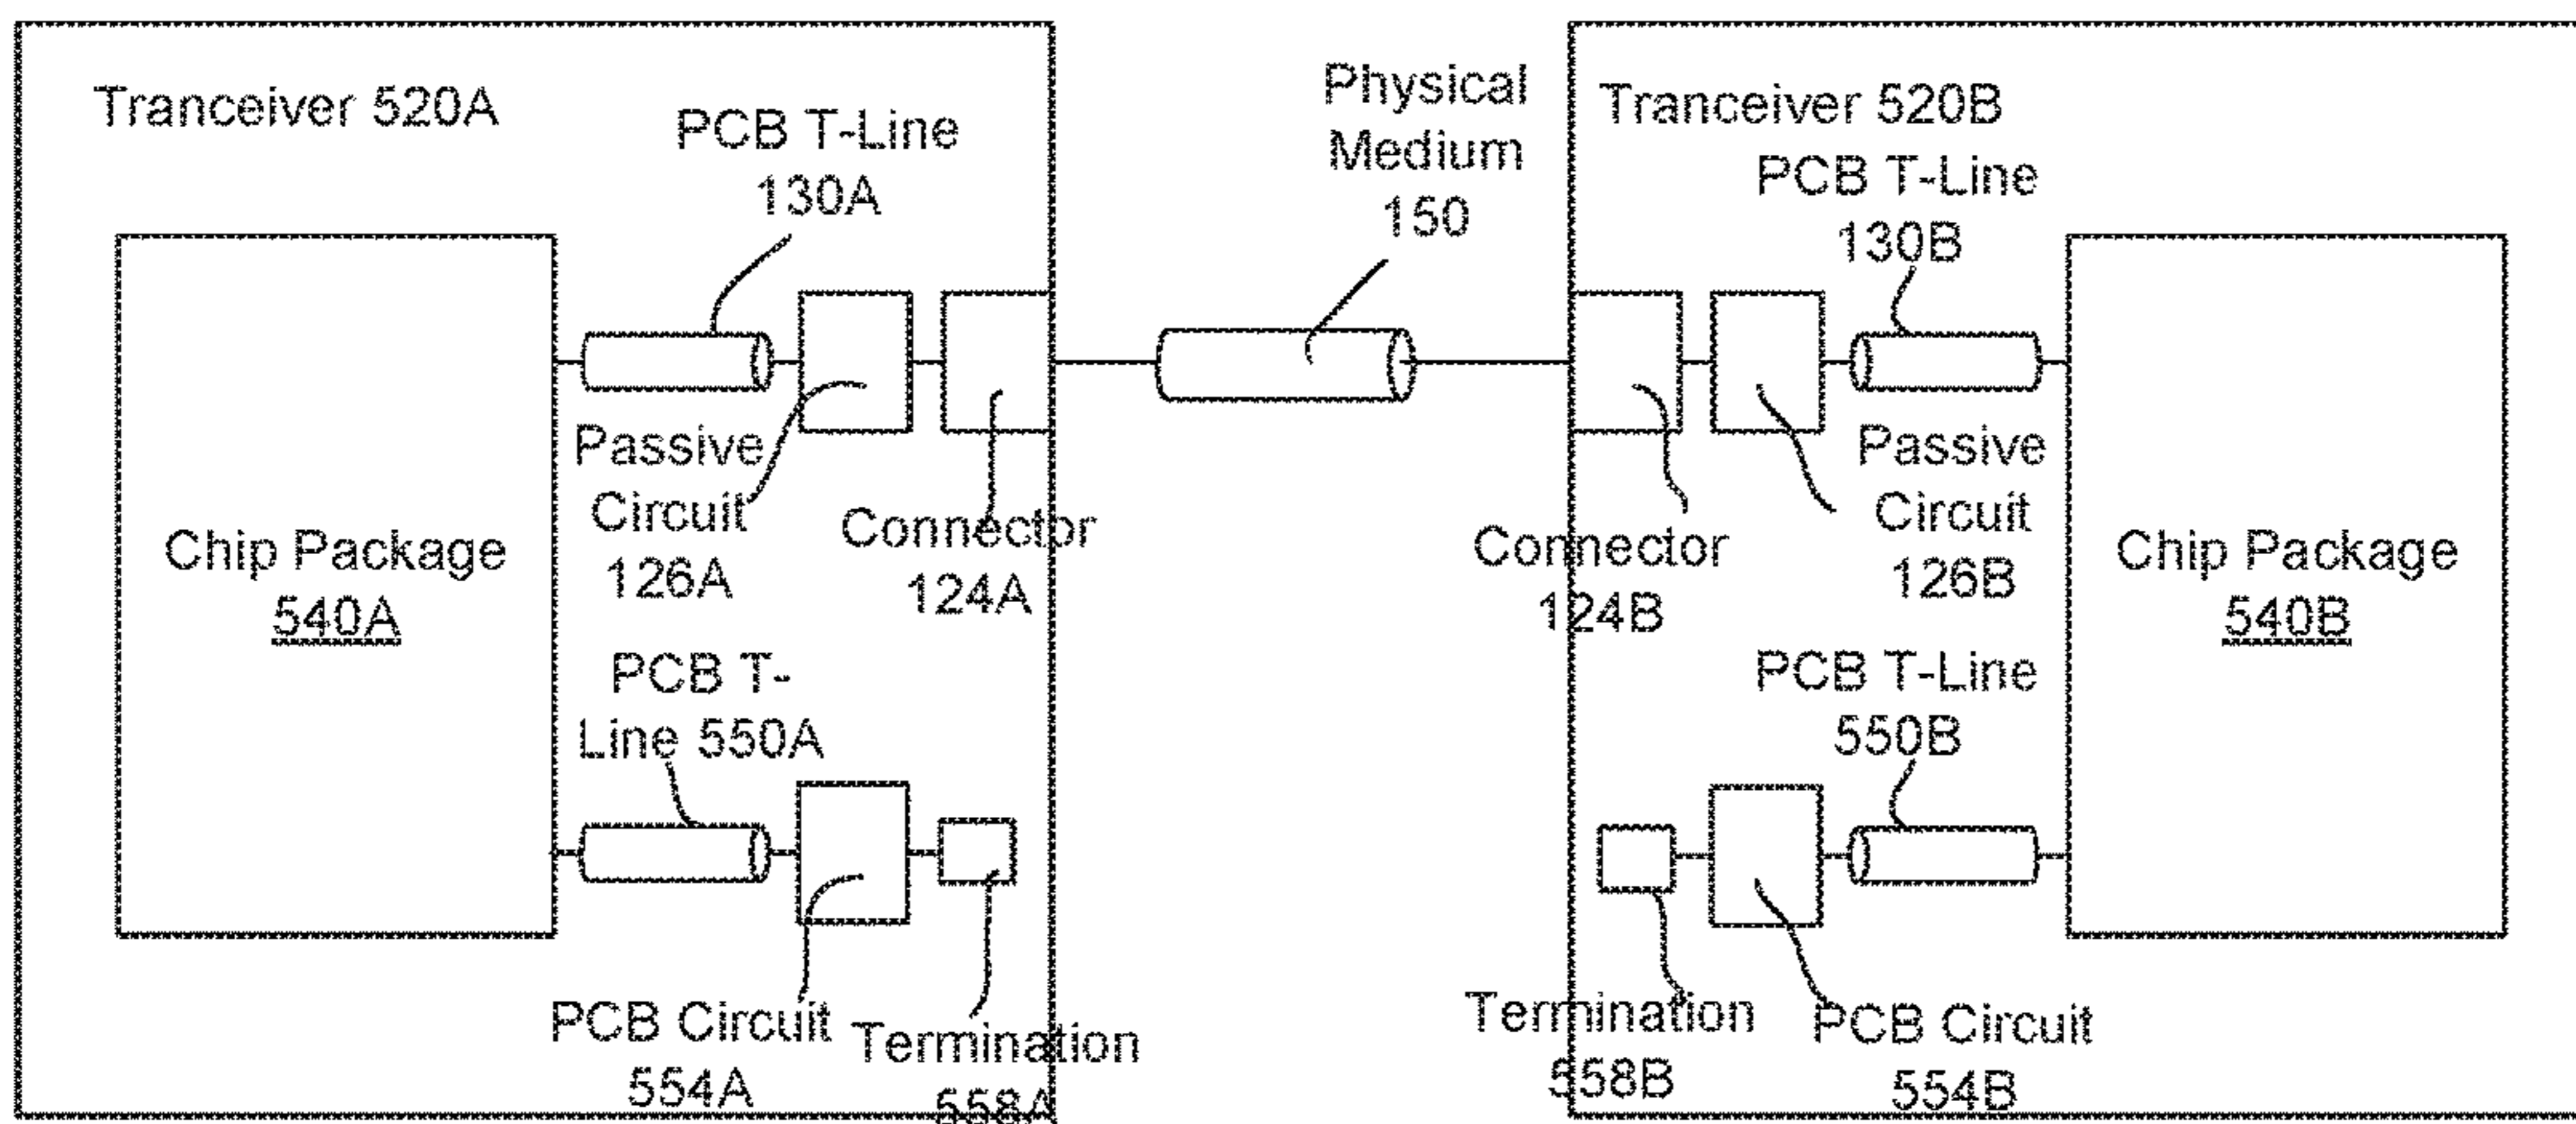 Tranceiver 520A
PCB T-Line
130A
Physical
Medium
150
Tranceiver 520B
PCB T-Line
130B
Passive
Circuit
126A
Connector
124A
Chip Package
540A
Connector
124B
Passive
Circuit
126B
Chip Package
540B
PCB T-
Line 550A
PCB T-Line
550B
PCB Circuit
554A
Termination
558A
Termination
558B
PCB Circuit
554B